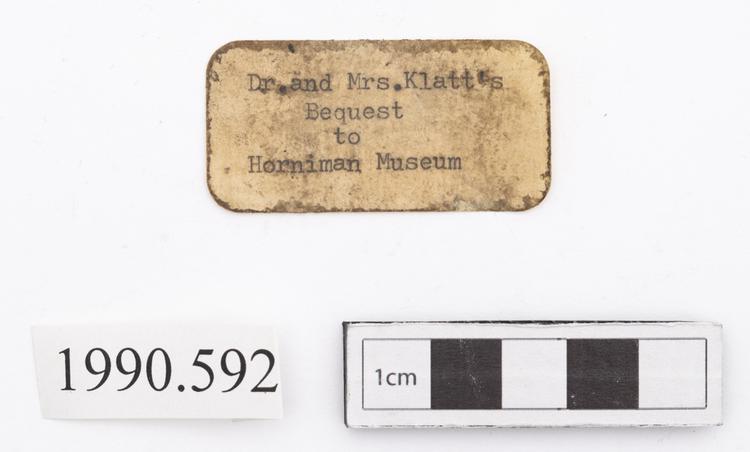 Dr.and Mrs.Klatt's
Bequest
to
Horniman Museum
1990.592
1cm